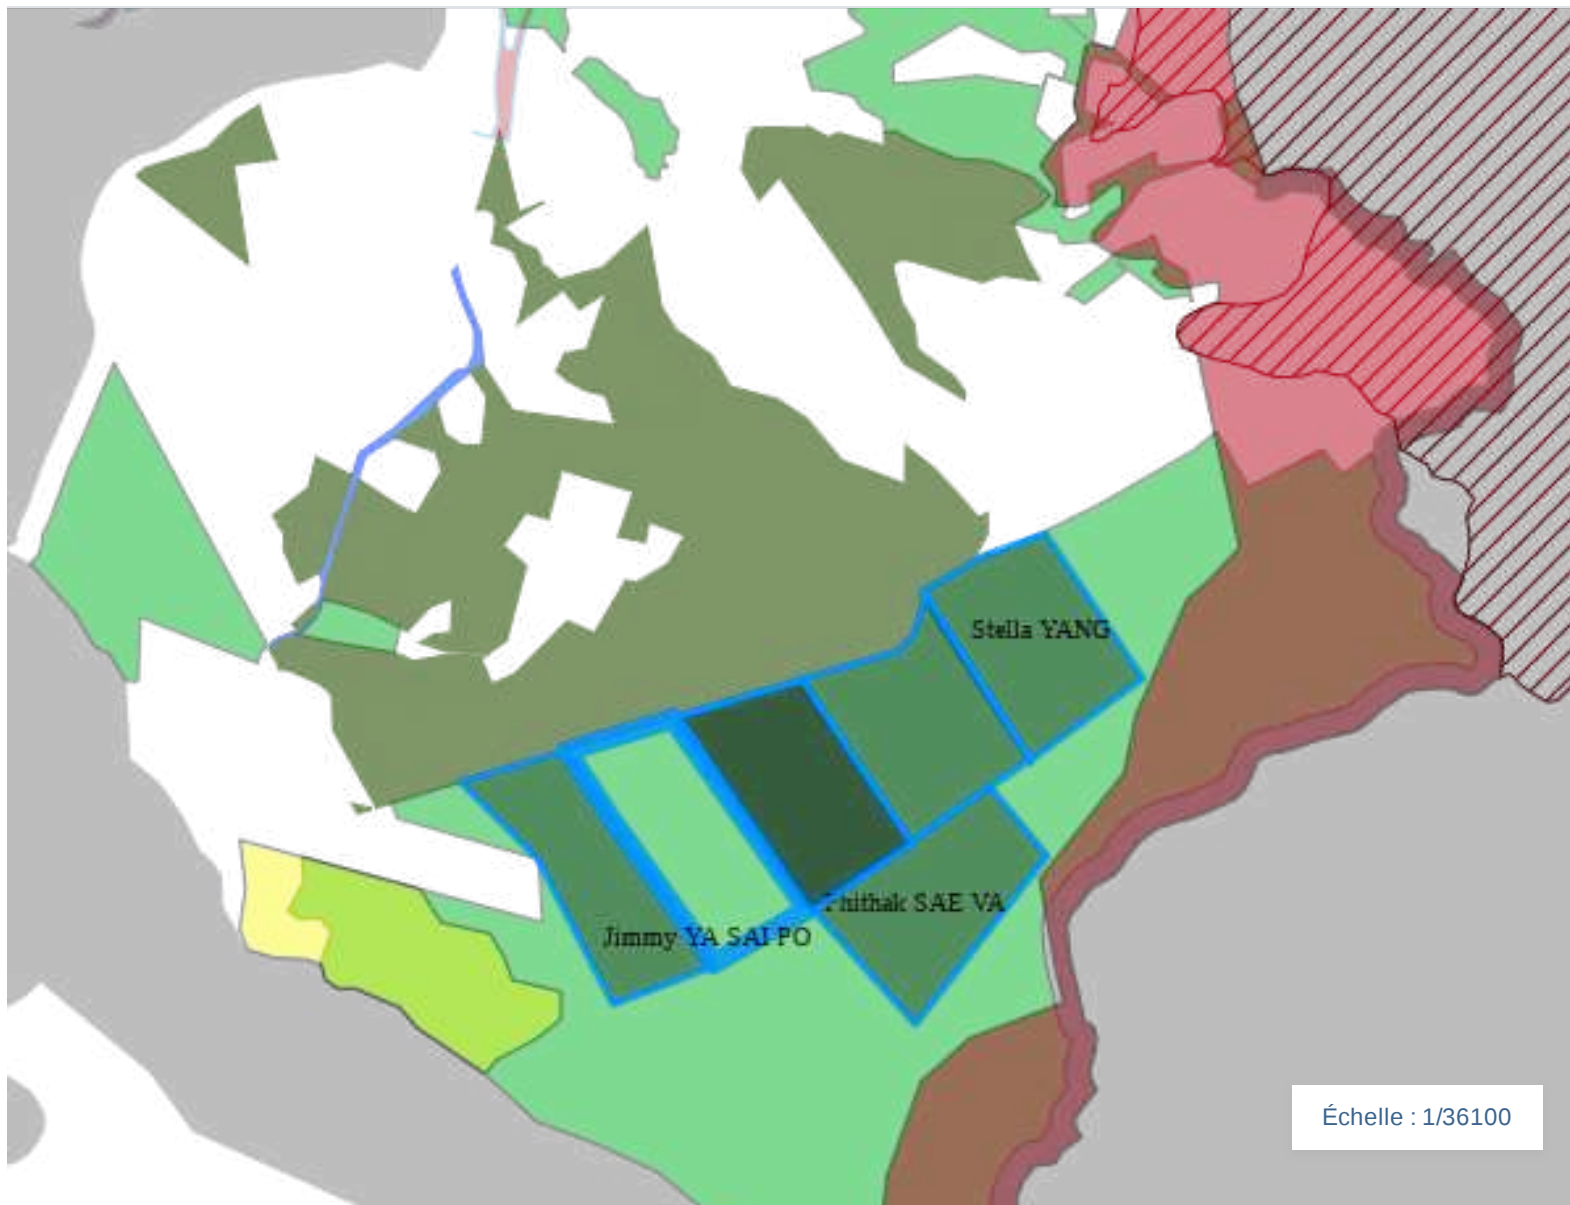 Stella YANG
Phithak SAE VA
Jimmy YA SAI PO
Échelle : 1/36100